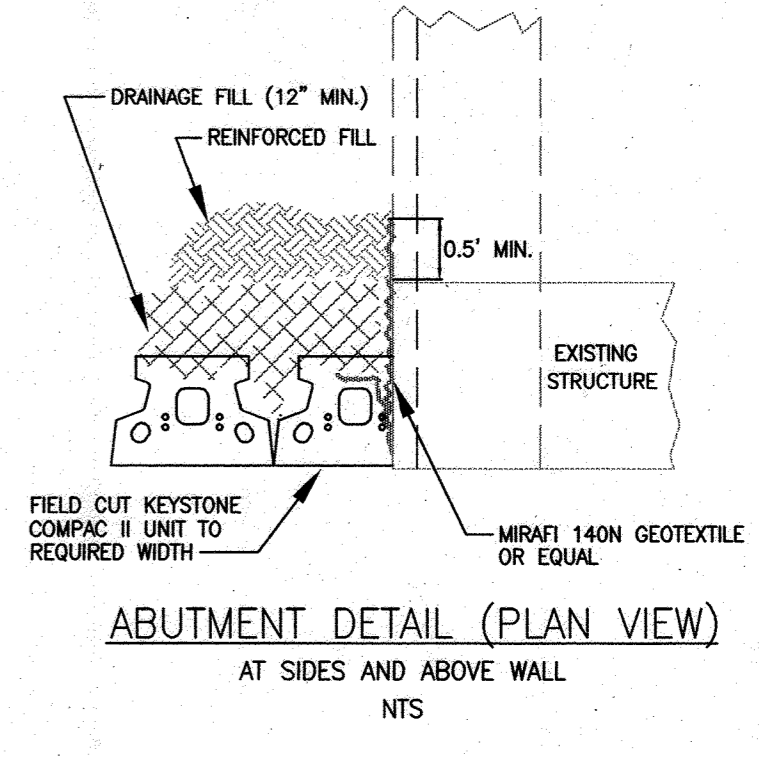 DRAINAGE FILL (12" MIN.)
REINFORCED FILL
0.5' MIN.
EXISTING
STRUCTURE
FIELD CUT KEYSTONE
COMPAC II UNIT TO
REQUIRED WIDTH
MIRAFI 140N GEOTEXTILE
OR EQUAL
ABUTMENT DETAIL (PLAN VIEW)
AT SIDES AND ABOVE WALL
NTS